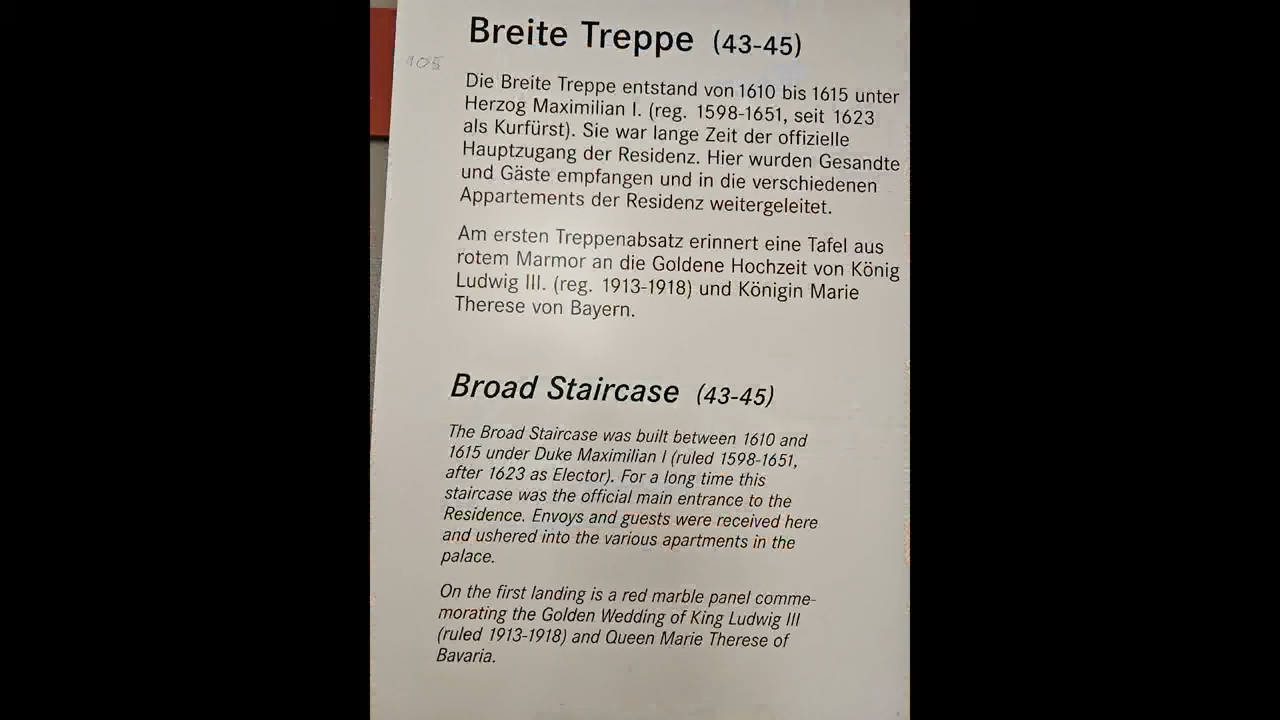 Breite Treppe (43-45)
105
Die Breite Treppe entstand von 1610 bis 1615 unter
Herzog Maximilian I. (reg. 1598-1651, seit 1623
als Kurfürst). Sie war lange Zeit der offizielle
Hauptzugang der Residenz. Hier wurden Gesandte
und Gäste empfangen und in die verschiedenen
Appartements der Residenz weitergeleitet.
Am ersten Treppenabsatz erinnert eine Tafel aus
rotem Marmor an die Goldene Hochzeit von König
Ludwig III. (reg. 1913-1918) und Königin Marie
Therese von Bayern.
Broad Staircase (43-45)
The Broad Staircase was built between 1610 and
1615 under Duke Maximilian I (ruled 1598-1651,
after 1623 as Elector). For a long time this
staircase was the official main entrance to the
Residence. Envoys and guests were received here
and ushered into the various apartments in the
palace.
On the first landing is a red marble panel comme-
morating the Golden Wedding of King Ludwig III
(ruled 1913-1918) and Queen Marie Therese of
Bavaria.